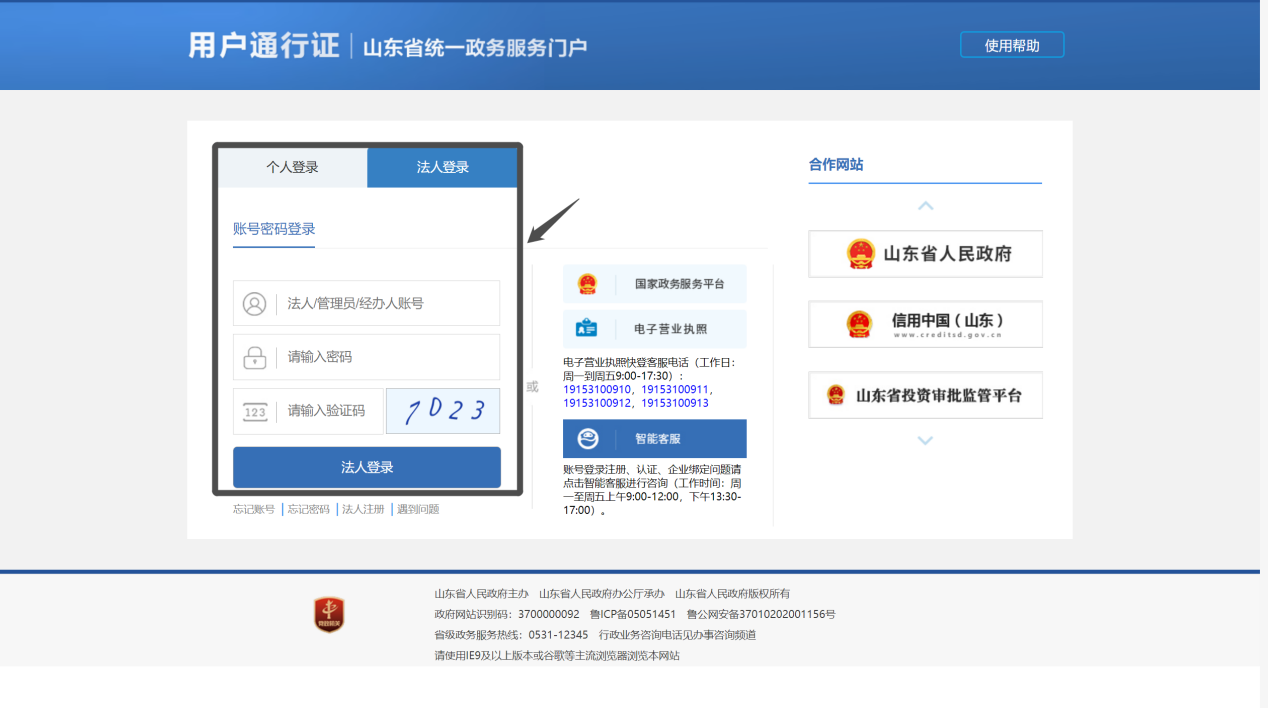 用户通行证 | 山东省统一政务服务门户
使用帮助
个人登录
法人登录
账号密码登录
法人/管理员/经办人账号
请输入密码
123
请输入验证码
7D23
法人登录
忘记账号 | 忘记密码 | 法人注册 | 遇到问题
或
国家政务服务平台
电子营业执照
电子营业执照快登客服电话（工作日：
周一到周五9:00-17:30）：
19153100910，19153100911，
19153100912，19153100913
智能客服
账号登录注册、认证、企业绑定问题请
点击智能客服进行咨询（工作时间：周
一至周五上午9:00-12:00，下午13:30-
17:00）。
合作网站
山东省人民政府
信用中国（山东）
www.creditsd.gov.cn
山东省投资审批监管平台
山东省人民政府主办 山东省人民政府办公厅承办 山东省人民政府版权所有
政府网站识别码：3700000092 鲁ICP备05051451 鲁公网安备37010202001156号
省级政务服务热线：0531-12345 行政业务咨询电话见办事咨询频道
请使用IE9及以上版本或谷歌等主流浏览器浏览本网站
党政机关